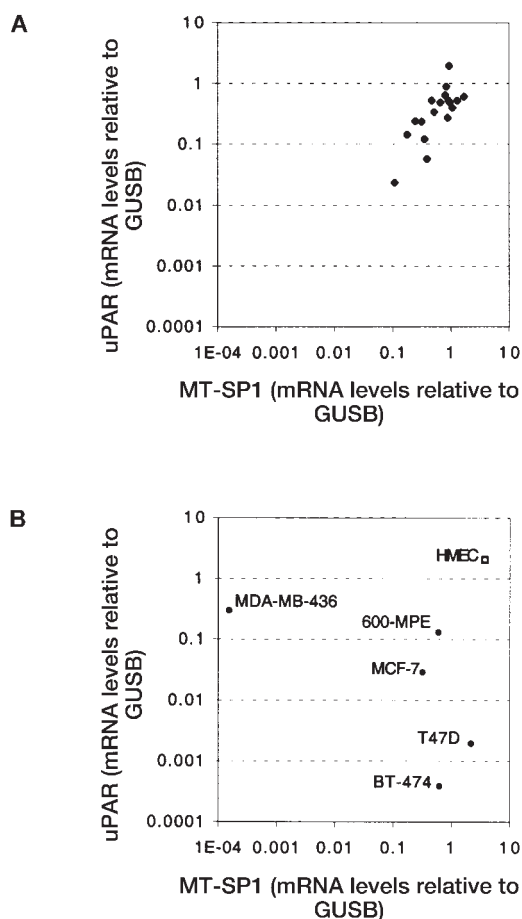 A
uPAR (mRNA levels relative to
GUSB)
10
1
0.1
0.01
0.001
0.0001
1E-04 0.001 0.01 0.1 1 10
MT-SP1 (mRNA levels relative to
GUSB)
B
uPAR (mRNA levels relative to
GUSB)
10
1
0.1
0.01
0.001
0.0001
HMEC
MDA-MB-436
600-MPE
MCF-7
T47D
BT-474
1E-04 0.001 0.01 0.1 1 10
MT-SP1 (mRNA levels relative to
GUSB)